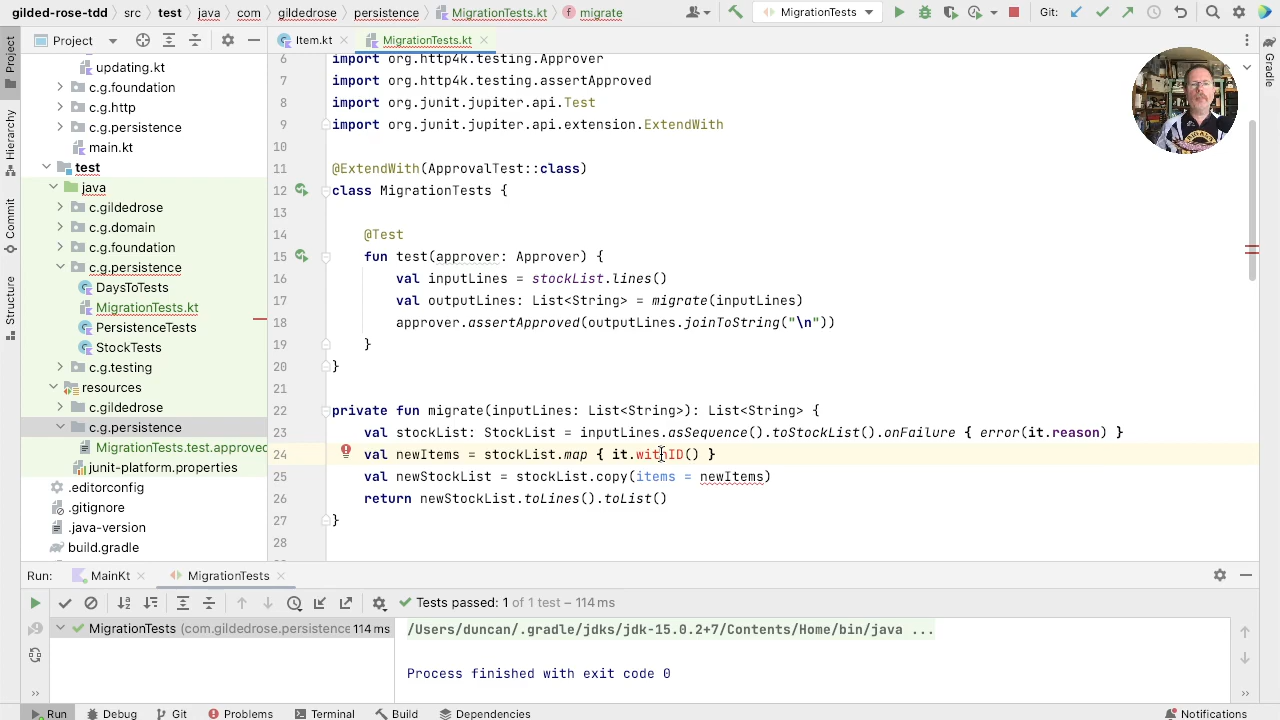 gilded-rose-tdd › src › test › java › com › gildedrose › persistence › MigrationTests.kt › migrate
MigrationTests
Git:
Project
Item.kt
MigrationTests.kt
updating.kt
c.g.foundation
c.g.http
c.g.persistence
main.kt
test
java
c.gildedrose
c.g.domain
c.g.foundation
c.g.persistence
DaysToTests
MigrationTests.kt
PersistenceTests
StockTests
c.g.testing
resources
c.gildedrose
c.g.persistence
MigrationTests.test.approved
junit-platform.properties
.editorconfig
.gitignore
.java-version
build.gradle
Project
Hierarchy
Commit
Structure
Gradle
6 import org.http4k.testing.Approver
7 import org.http4k.testing.assertApproved
8 import org.junit.jupiter.api.Test
9 import org.junit.jupiter.api.extension.ExtendWith
10
11 @ExtendWith(ApprovalTest::class)
12 class MigrationTests {
13
14 @Test
15 fun test(approver: Approver) {
16 val inputLines = stockList.lines()
17 val outputLines: List<String> = migrate(inputLines)
18 approver.assertApproved(outputLines.joinToString("\n"))
19 }
20 }
21
22 private fun migrate(inputLines: List<String>): List<String> {
23 val stockList: StockList = inputLines.asSequence().toStockList().onFailure { error(it.reason) }
24 val newItems = stockList.map { it.withID() }
25 val newStockList = stockList.copy(items = newItems)
26 return newStockList.toLines().toList()
27 }
28
Run: MainKt MigrationTests
Tests passed: 1 of 1 test – 114 ms
MigrationTests (com.gildedrose.persistence 114 ms
/Users/duncan/.gradle/jdks/jdk-15.0.2+7/Contents/Home/bin/java ...
Process finished with exit code 0
Run Debug Git Problems Terminal Build Dependencies Notifications